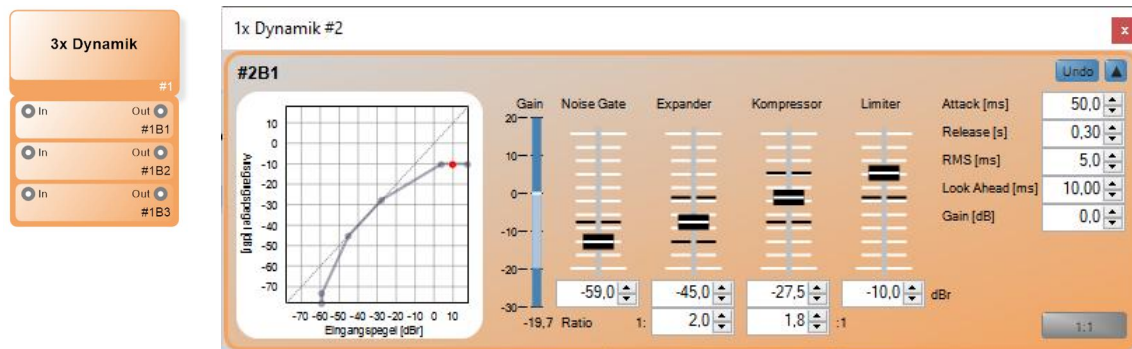 3x Dynamik
#1
In Out
#1B1
In Out
#1B2
In Out
#1B3
1x Dynamik #2
x
#2B1
Undo
10
0
-10
-20
-30
-40
-50
-60
-70
Ausgangspegel [dBr]
-70 -60 -50 -40 -30 -20 -10 0 10
Eingangspegel [dBr]
Gain Noise Gate Expander Kompressor Limiter
20
10
0
-10
-20
-30
-59,0 -45,0 -27,5 -10,0 dBr
-19,7 Ratio 1: 2,0 1,8 :1
Attack [ms] 50,0
Release [s] 0,30
RMS [ms] 5,0
Look Ahead [ms] 10,00
Gain [dB] 0,0
1:1